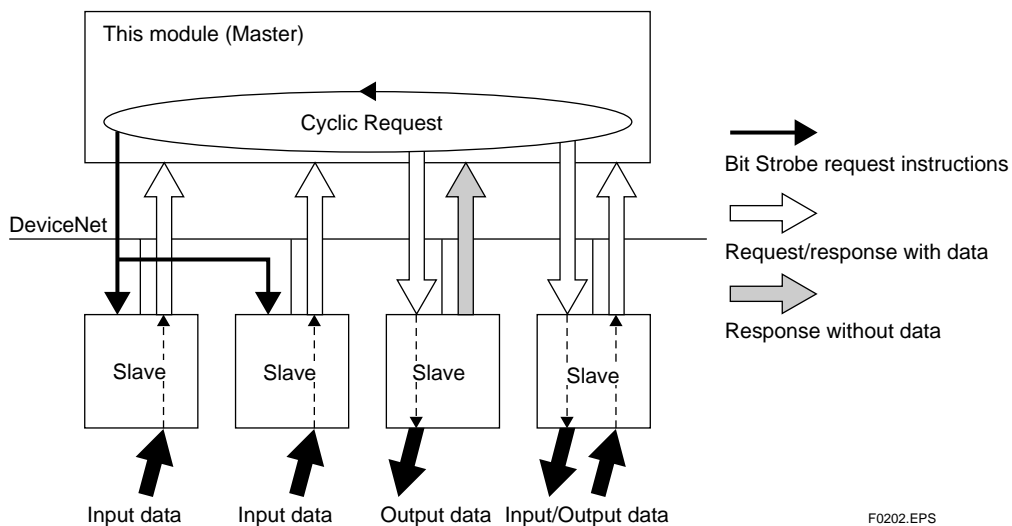 This module (Master)
Cyclic Request
Bit Strobe request instructions
DeviceNet
Request/response with data
Response without data
Slave
Slave
Slave
Slave
Input data
Input data
Output data
Input/Output data
F0202.EPS